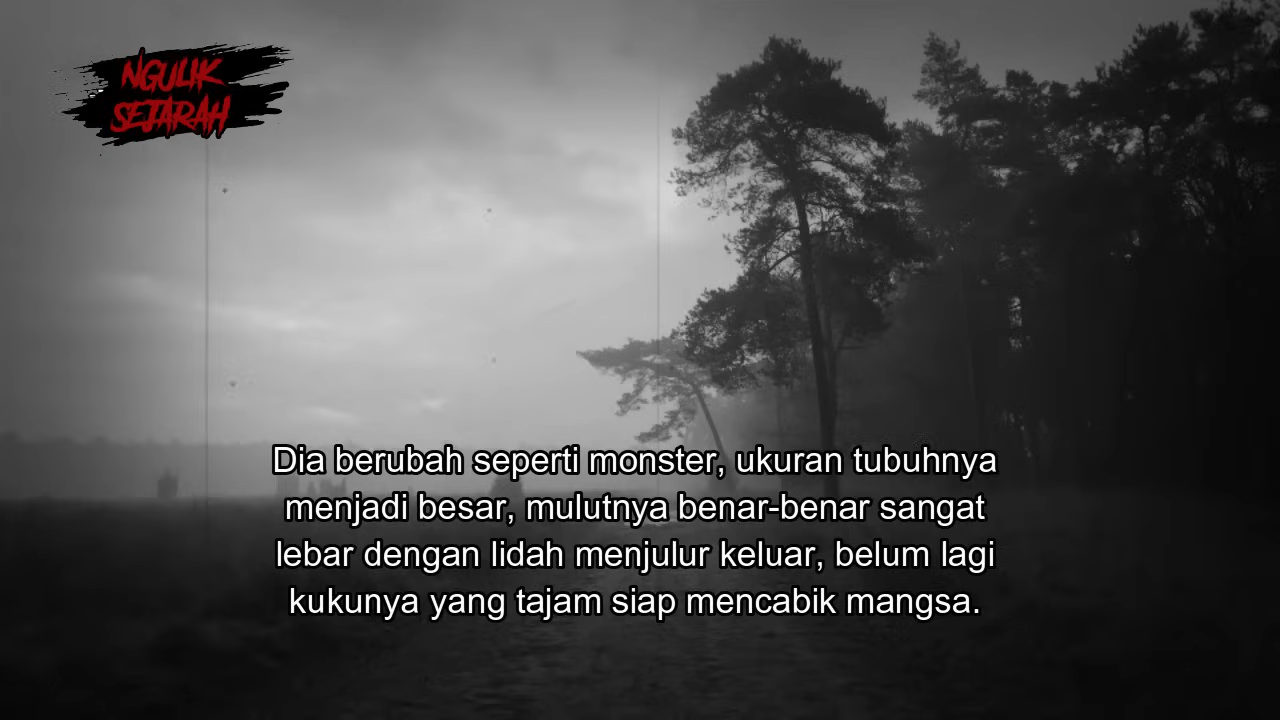 NGULIK
SEJARAH
Dia berubah seperti monster, ukuran tubuhnya
menjadi besar, mulutnya benar-benar sangat
lebar dengan lidah menjulur keluar, belum lagi
kukunya yang tajam siap mencabik mangsa.